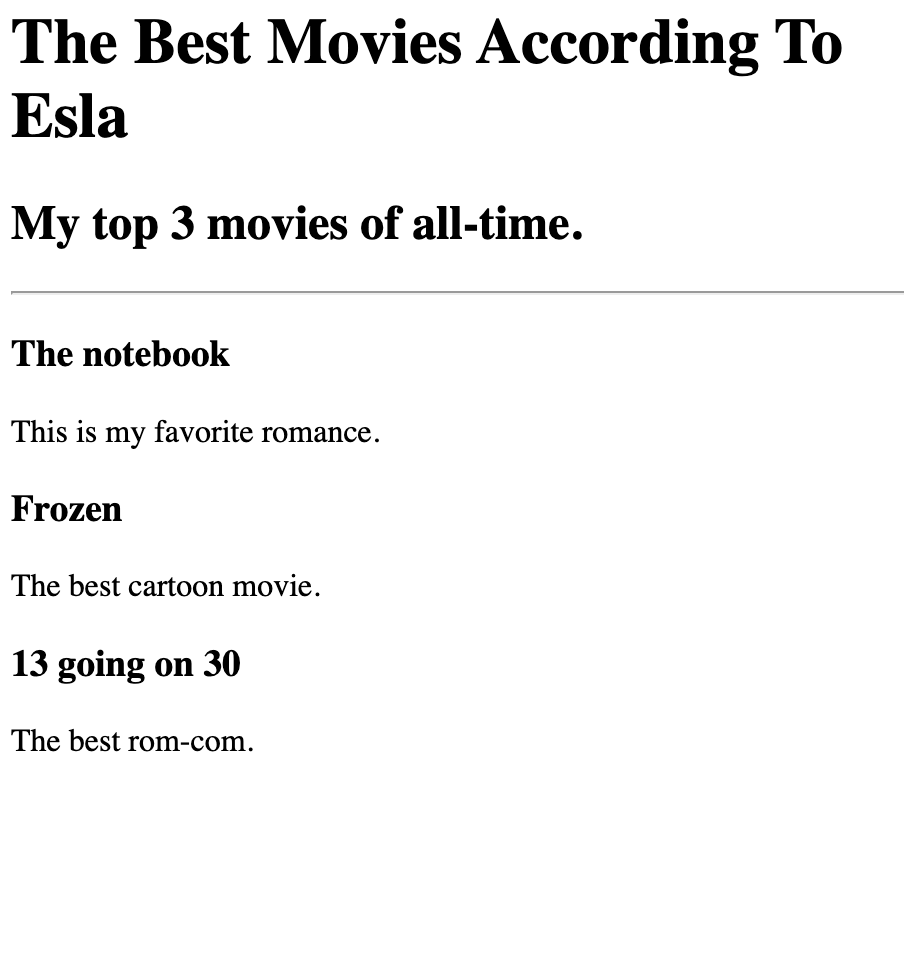 The Best Movies According To
Esla
My top 3 movies of all-time.
The notebook
This is my favorite romance.
Frozen
The best cartoon movie.
13 going on 30
The best rom-com.